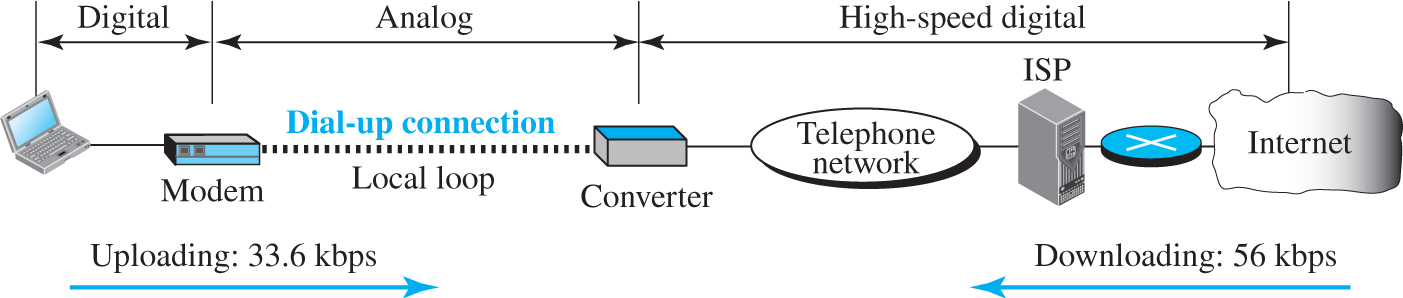 Digital
Analog
High-speed digital
ISP
Dial-up connection
Telephone
network
Internet
Local loop
Modem
Converter
Uploading: 33.6 kbps
Downloading: 56 kbps